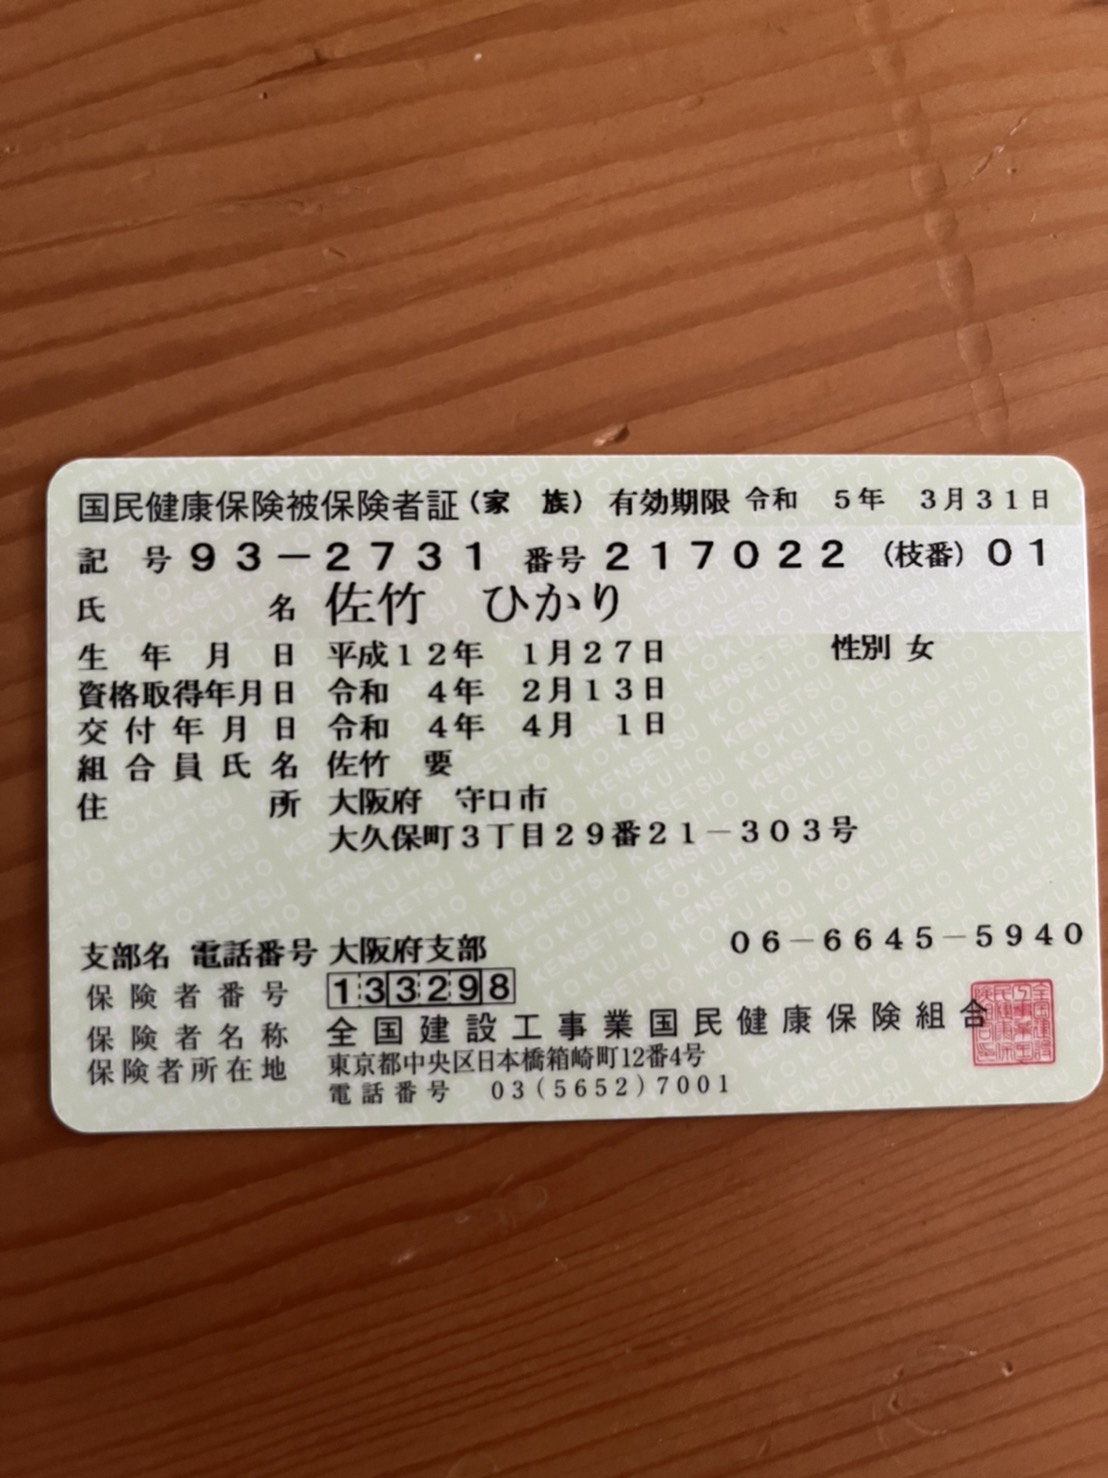 国民健康保険被保険者証(家 族) 有効期限 令和 5年 3月31日
記 号 93-2731 番号 217022 (枝番) 01
氏 名 佐竹 ひかり
生 年 月 日 平成12年 1月27日 性別 女
資格取得年月日 令和 4年 2月13日
交 付 年 月 日 令和 4年 4月 1日
組 合 員 氏 名 佐竹 要
住 所 大阪府 守口市
大久保町3丁目29番21-303号
支部名 電話番号 大阪府支部 06-6645-5940
保 険 者 番 号 133298
保 険 者 名 称 全国建設工事業国民健康保険組合
保険者所在地 東京都中央区日本橋箱崎町12番4号
電 話 番 号 03(5652)7001
KENSETSU KOKUHO